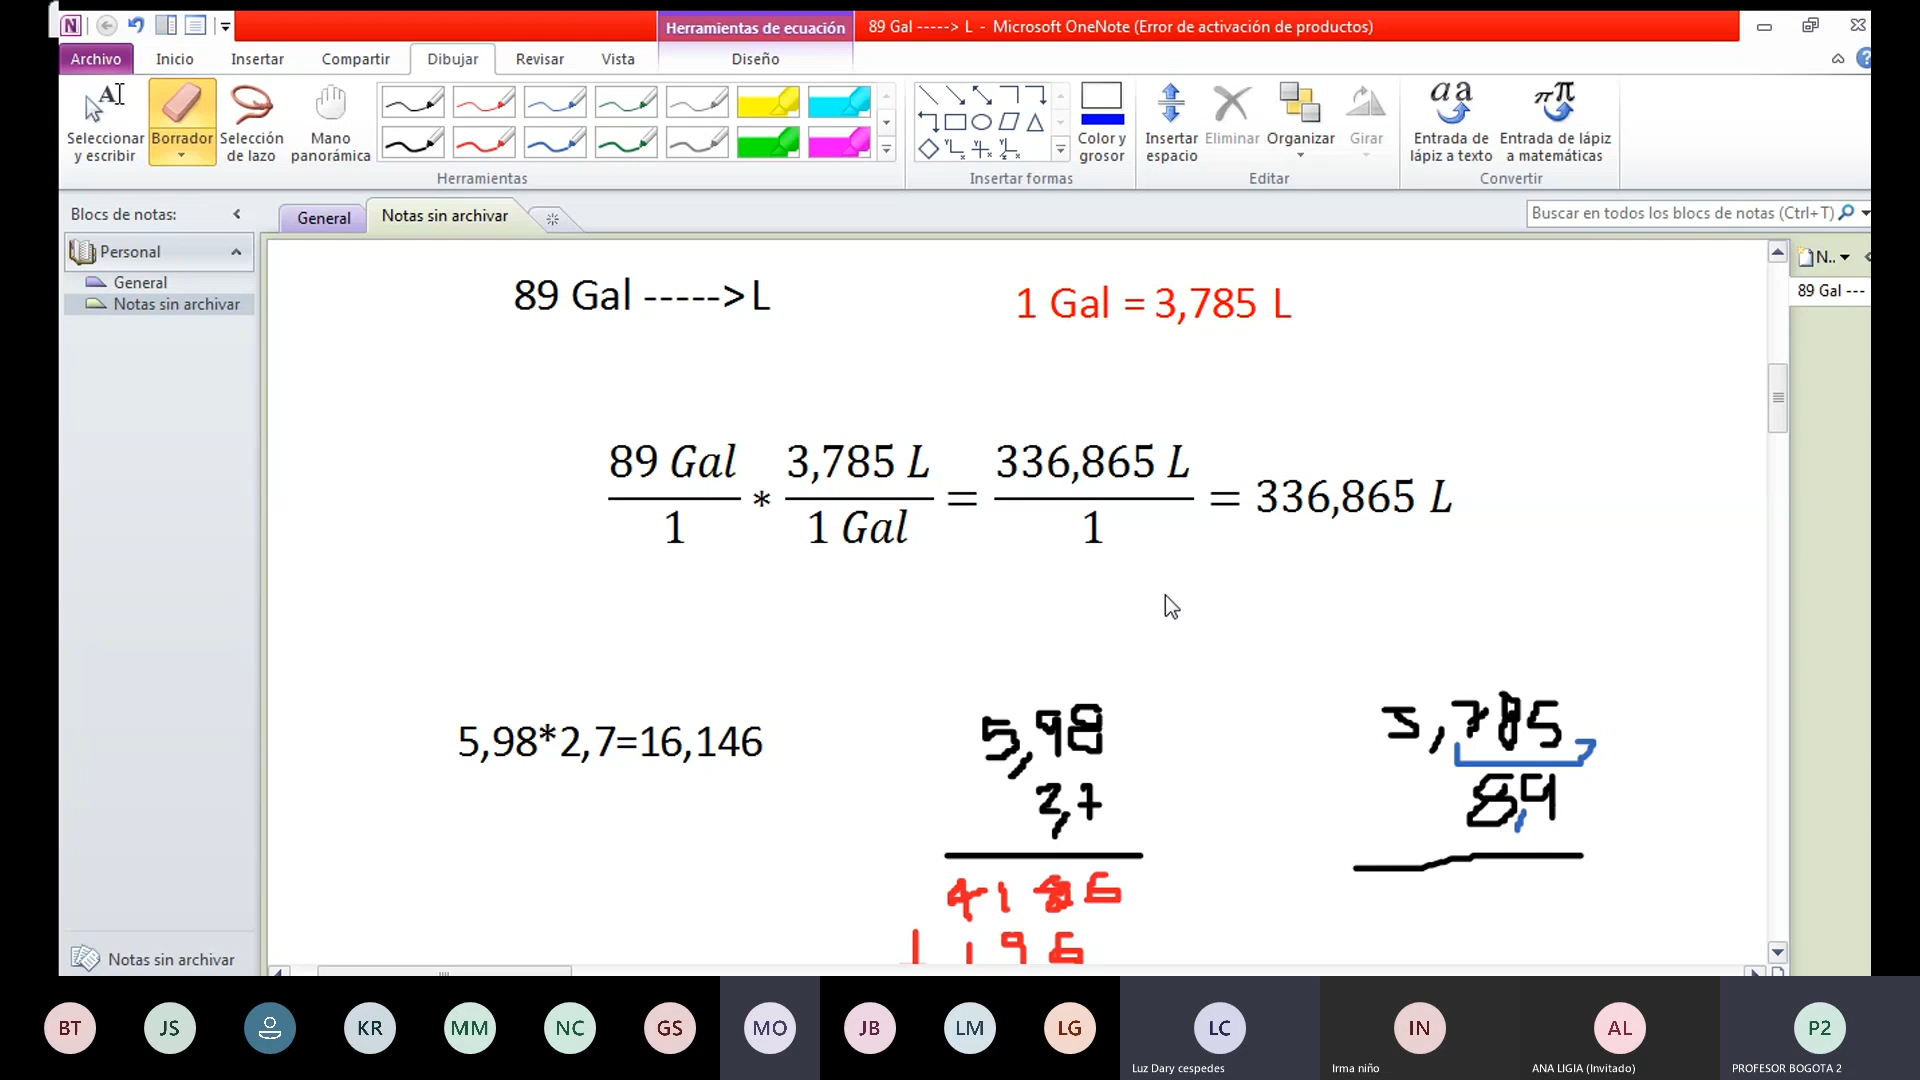 Herramientas de ecuación
89 Gal -----> L - Microsoft OneNote (Error de activación de productos)
Archivo Inicio Insertar Compartir Dibujar Revisar Vista Diseño
Seleccionar y escribir
Borrador
Selección de lazo
Mano panorámica
Color y grosor
Insertar espacio
Eliminar
Organizar
Girar
Entrada de lápiz a texto
Entrada de lápiz a matemáticas
Herramientas
Insertar formas
Editar
Convertir
Blocs de notas:
General
Notas sin archivar
Buscar en todos los blocs de notas (Ctrl+T)
Personal
General
Notas sin archivar
N..
89 Gal ---
89 Gal ----->L
1 Gal = 3,785 L
89 Gal / 1 * 3,785 L / 1 Gal = 336,865 L / 1 = 336,865 L
5,98*2,7=16,146
5,98
2,7
4186
1196
3,785
8,9
Notas sin archivar
BT JS KR MM NC GS MO JB LM LG LC IN AL P2
Luz Dary cespedes
Irma niño
ANA LIGIA (Invitado)
PROFESOR BOGOTA 2